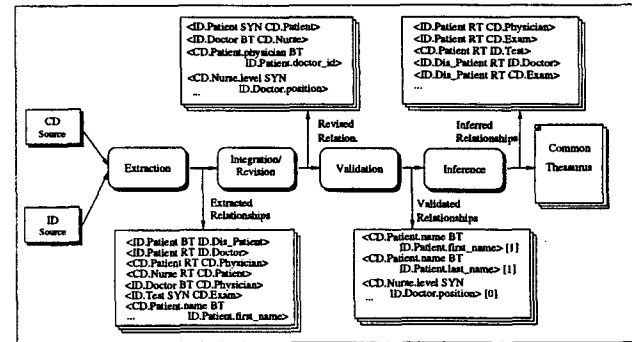 <ID.Patient SYN CD.Patient>
<ID.Doctor BT CD.Nurse>
<CD.Patient.physician BT
ID.Patient.doctor_id>
<CD.Nurse.level SYN
ID.Doctor.position>
...
<ID.Patient RT CD.Physician>
<ID.Patient RT CD.Exam>
<CD.Patient RT ID.Test>
<ID.Dis_Patient RT ID.Doctor>
<ID.Dis_Patient RT CD.Exam>
...
CD
Source
ID
Source
Extraction
Integration/
Revision
Validation
Inference
Common
Thesaurus
Revised
Relation.
Inferred
Relationships
Extracted
Relationships
Validated
Relationships
<ID.Patient BT ID.Dis_Patient>
<ID.Patient RT ID.Doctor>
<CD.Patient RT CD.Physician>
<CD.Nurse RT CD.Patient>
<ID.Doctor BT CD.Physician>
<ID.Test SYN CD.Exam>
<CD.Patient.name BT
... ID.Patient.first_name>
<CD.Patient.name BT
ID.Patient.first_name> [1]
<CD.Patient.name BT
ID.Patient.last_name> [1]
<CD.Nurse.level SYN
... ID.Doctor.position> [0]